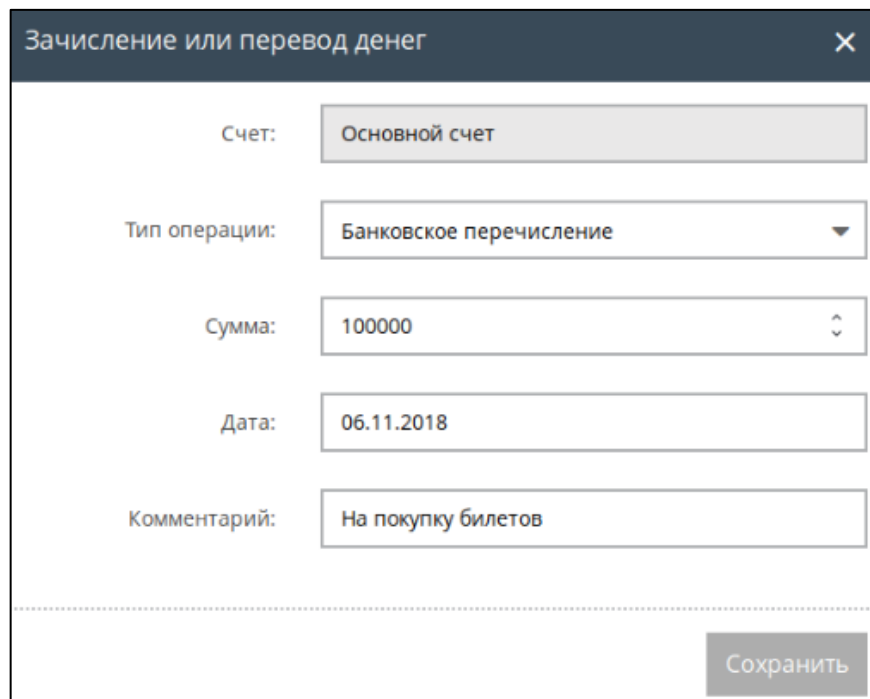 Зачисление или перевод денег
Счет: Основной счет
Тип операции: Банковское перечисление
Сумма: 100000
Дата: 06.11.2018
Комментарий: На покупку билетов
Сохранить